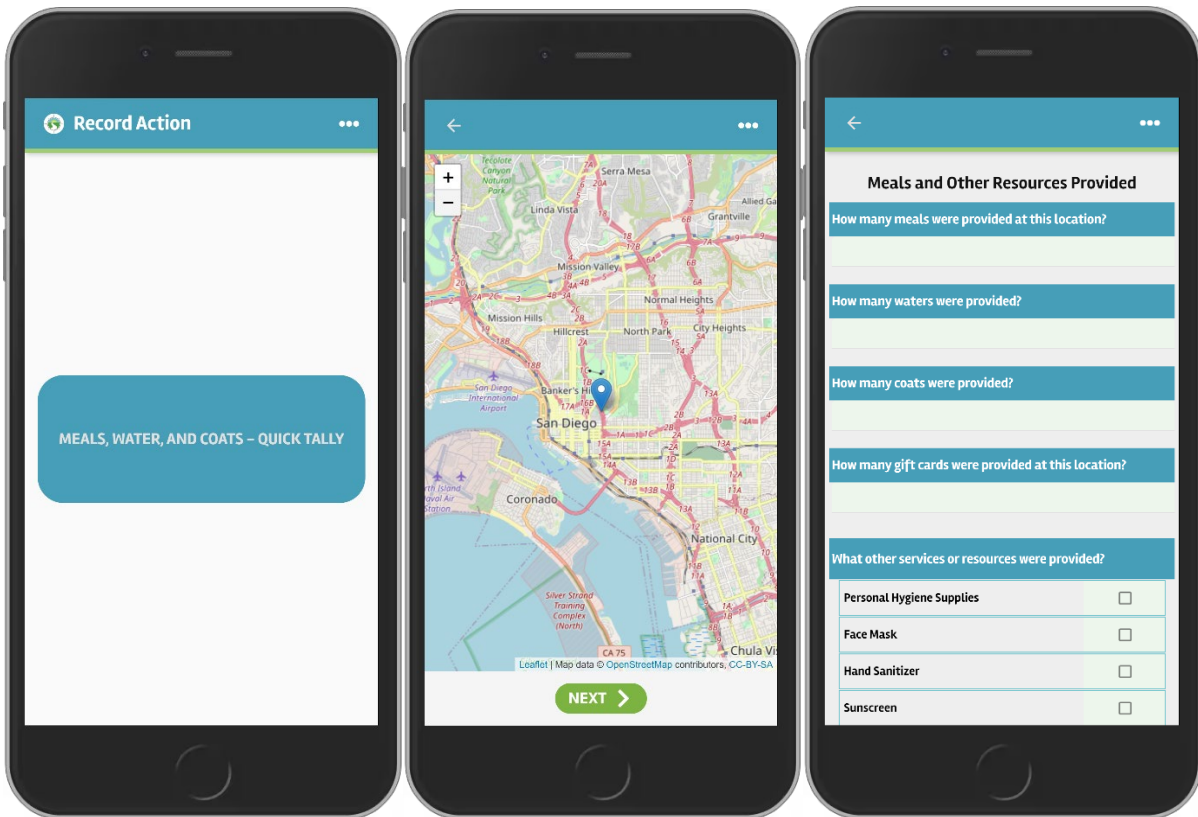 Record Action
MEALS, WATER, AND COATS – QUICK TALLY
+
−
Tecolote
Canyon
Natural
Park
Serra Mesa
Linda Vista
Allied Ga
Grantville
Mission Valley
Normal Heights
Mission Hills
Hillcrest
North Park
City Heights
San Diego
International
Airport
Banker's Hi
San Diego
rth Island
aval Air
Station
Coronado
National City
Silver Strand
Training
Complex
(North)
CA 75
Chula Vi
Leaflet | Map data © OpenStreetMap contributors, CC-BY-SA
NEXT
Meals and Other Resources Provided
How many meals were provided at this location?
How many waters were provided?
How many coats were provided?
How many gift cards were provided at this location?
What other services or resources were provided?
Personal Hygiene Supplies
Face Mask
Hand Sanitizer
Sunscreen